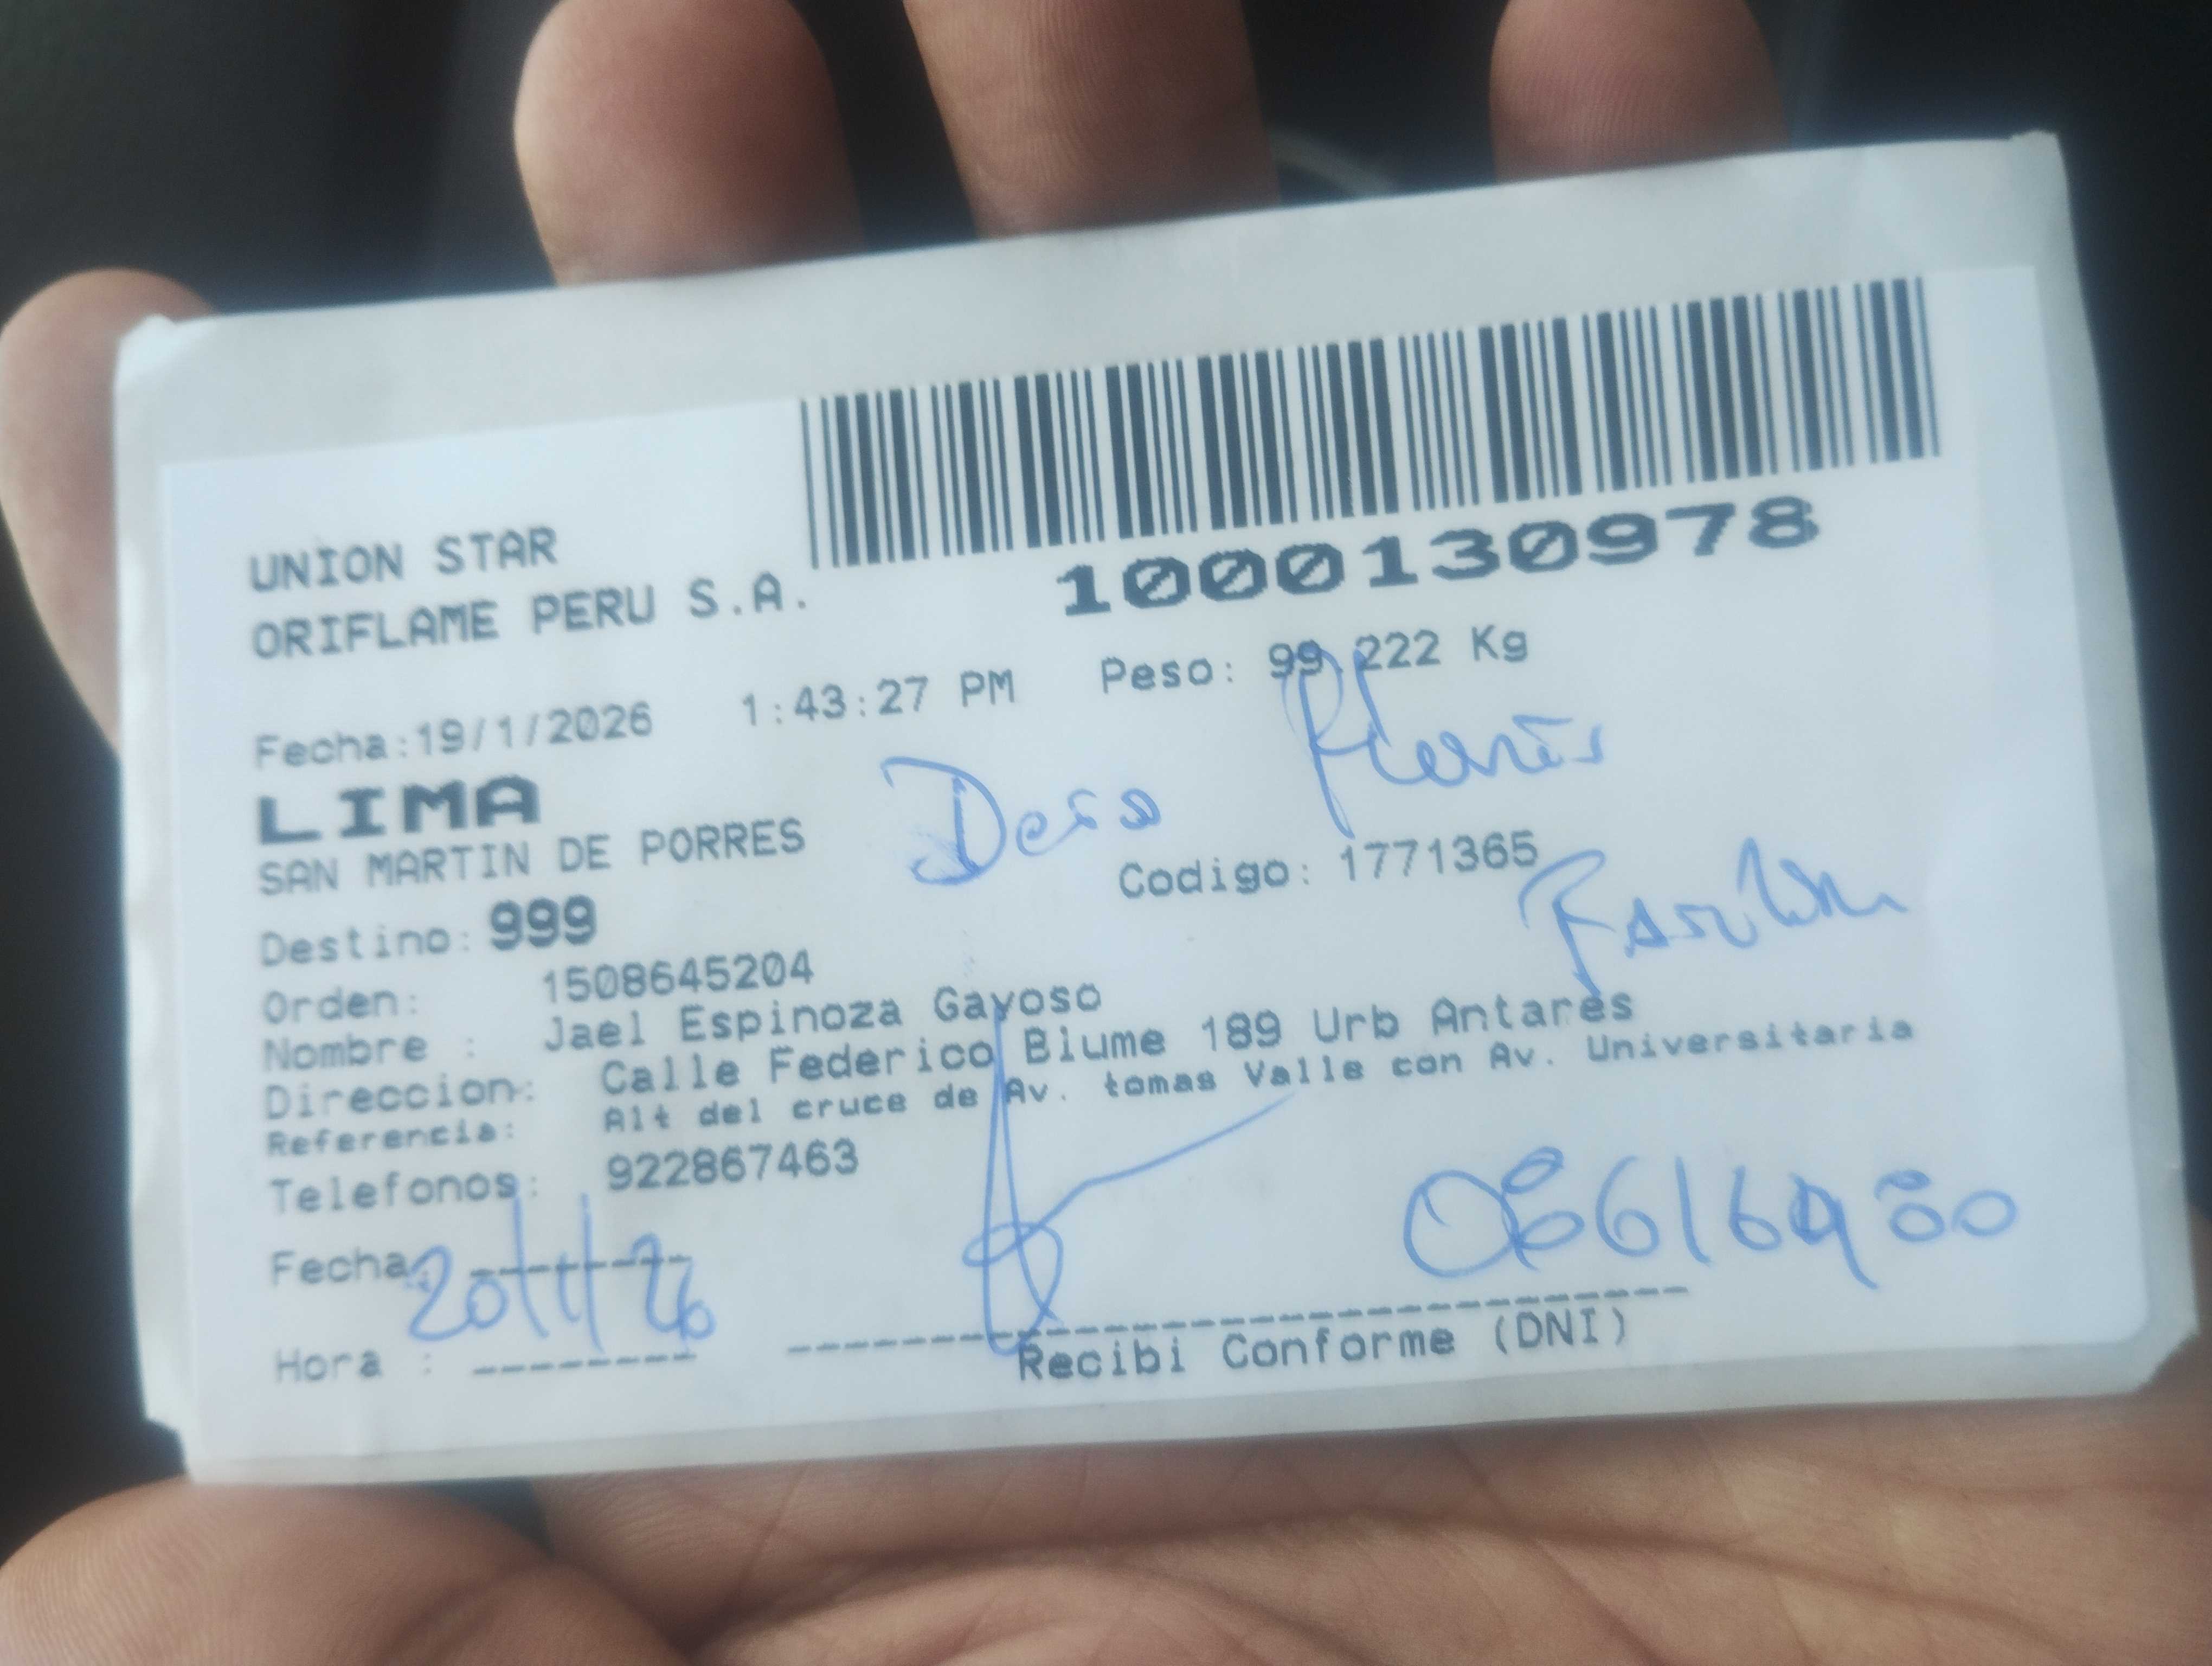 UNION STAR
ORIFLAME PERU S.A.
1000130978
Fecha:19/1/2026 1:43:27 PM Peso: 99.222 Kg
LIMA
SAN MARTIN DE PORRES
Codigo: 1771365
Destino: 999
Orden: 1508645204
Nombre : Jael Espinoza Gayoso
Direccion: Calle Federico Blume 189 Urb Antares
Referencia: Alt del cruce de Av. tomas Valle con Av. Universitaria
Telefonos: 922867463
Fecha: 20/1/26
Hora :
Recibi Conforme (DNI)